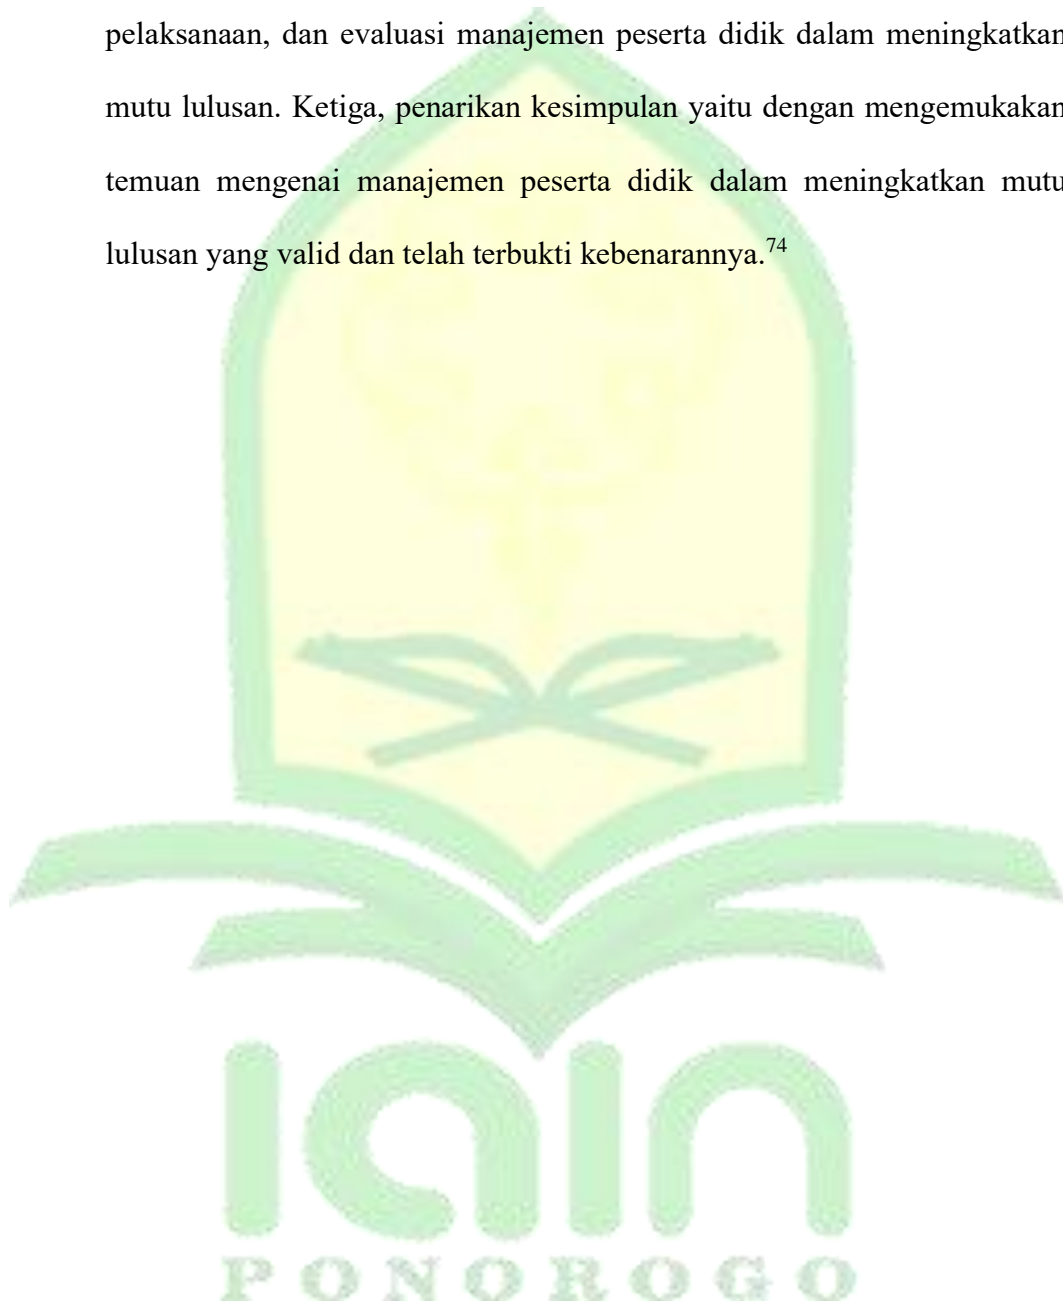 pelaksanaan, dan evaluasi manajemen peserta didik dalam meningkatkan
mutu lulusan. Ketiga, penarikan kesimpulan yaitu dengan mengemukakan
temuan mengenai manajemen peserta didik dalam meningkatkan mutu
lulusan yang valid dan telah terbukti kebenarannya.74
iain
PONOROGO